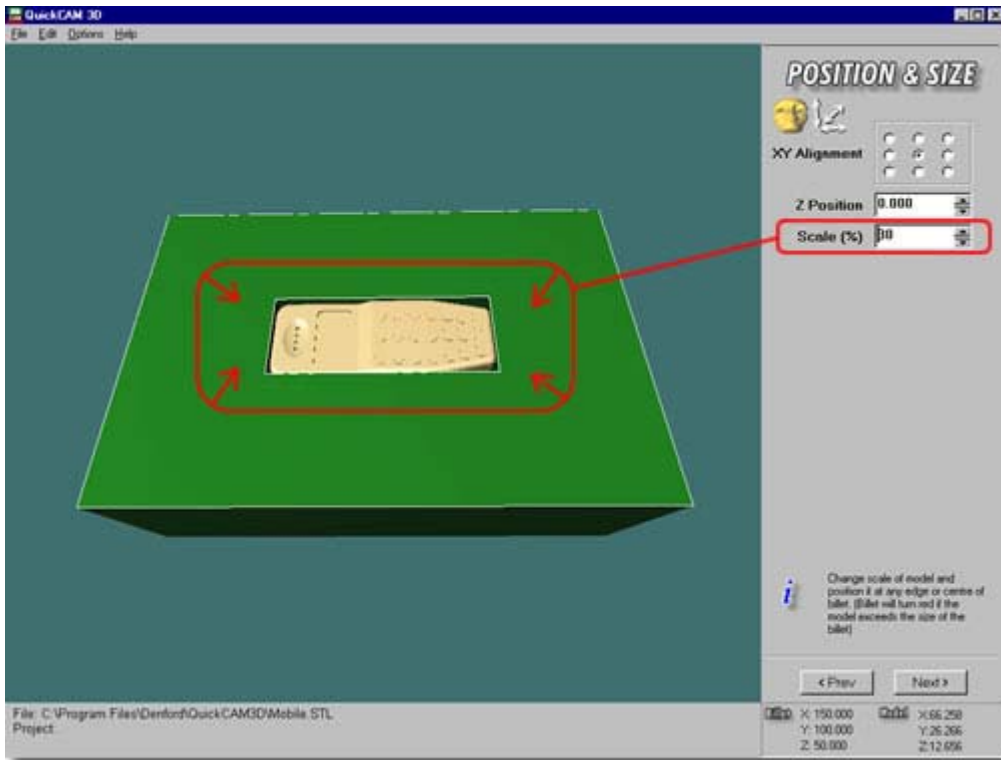 QuickCAM 3D
File Edit Options Help
POSITION & SIZE
XY Alignment
Z Position 0.000
Scale (%) 30
Change scale of model and
position it at any edge or centre of
billet. (Billet will turn red if the
model exceeds the size of the
billet)
< Prev Next >
File: C:\Program Files\Denford\QuickCAM3D\Mobile.STL
Project:
X: 150.000 X:66.258
Y: 100.000 Y:26.266
Z: 50.000 Z:12.656